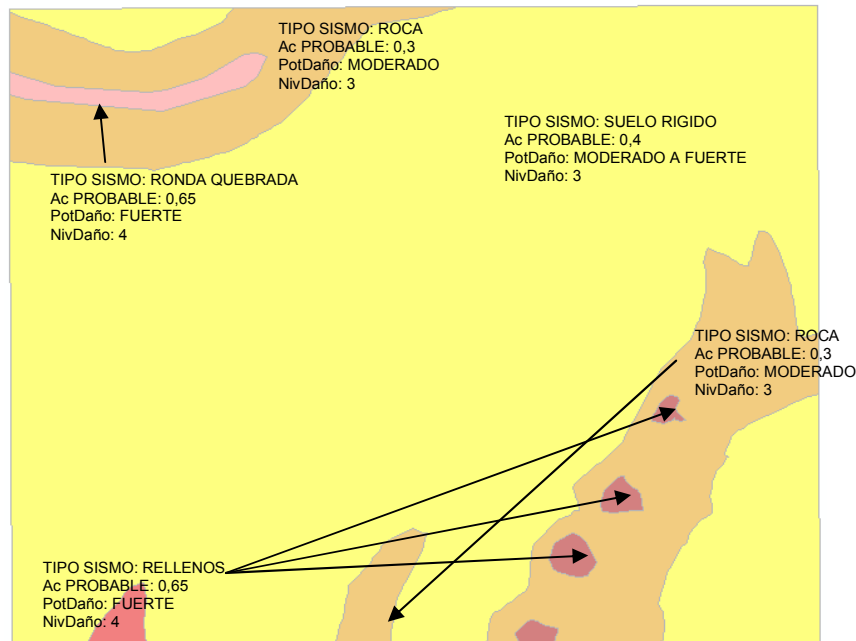 TIPO SISMO: ROCA
Ac PROBABLE: 0,3
PotDaño: MODERADO
NivDaño: 3
TIPO SISMO: SUELO RIGIDO
Ac PROBABLE: 0,4
PotDaño: MODERADO A FUERTE
NivDaño: 3
TIPO SISMO: RONDA QUEBRADA
Ac PROBABLE: 0,65
PotDaño: FUERTE
NivDaño: 4
TIPO SISMO: ROCA
Ac PROBABLE: 0,3
PotDaño: MODERADO
NivDaño: 3
TIPO SISMO: RELLENOS
Ac PROBABLE: 0,65
PotDaño: FUERTE
NivDaño: 4